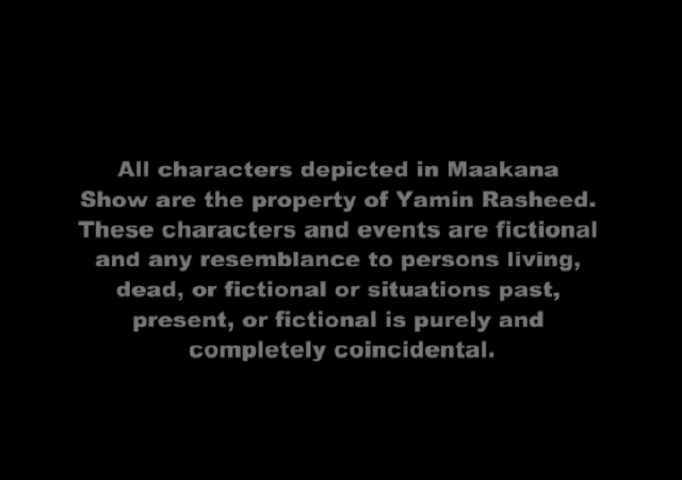 All characters depicted in Maakana
Show are the property of Yamin Rasheed.
These characters and events are fictional
and any resemblance to persons living,
dead, or fictional or situations past,
present, or fictional is purely and
completely coincidental.